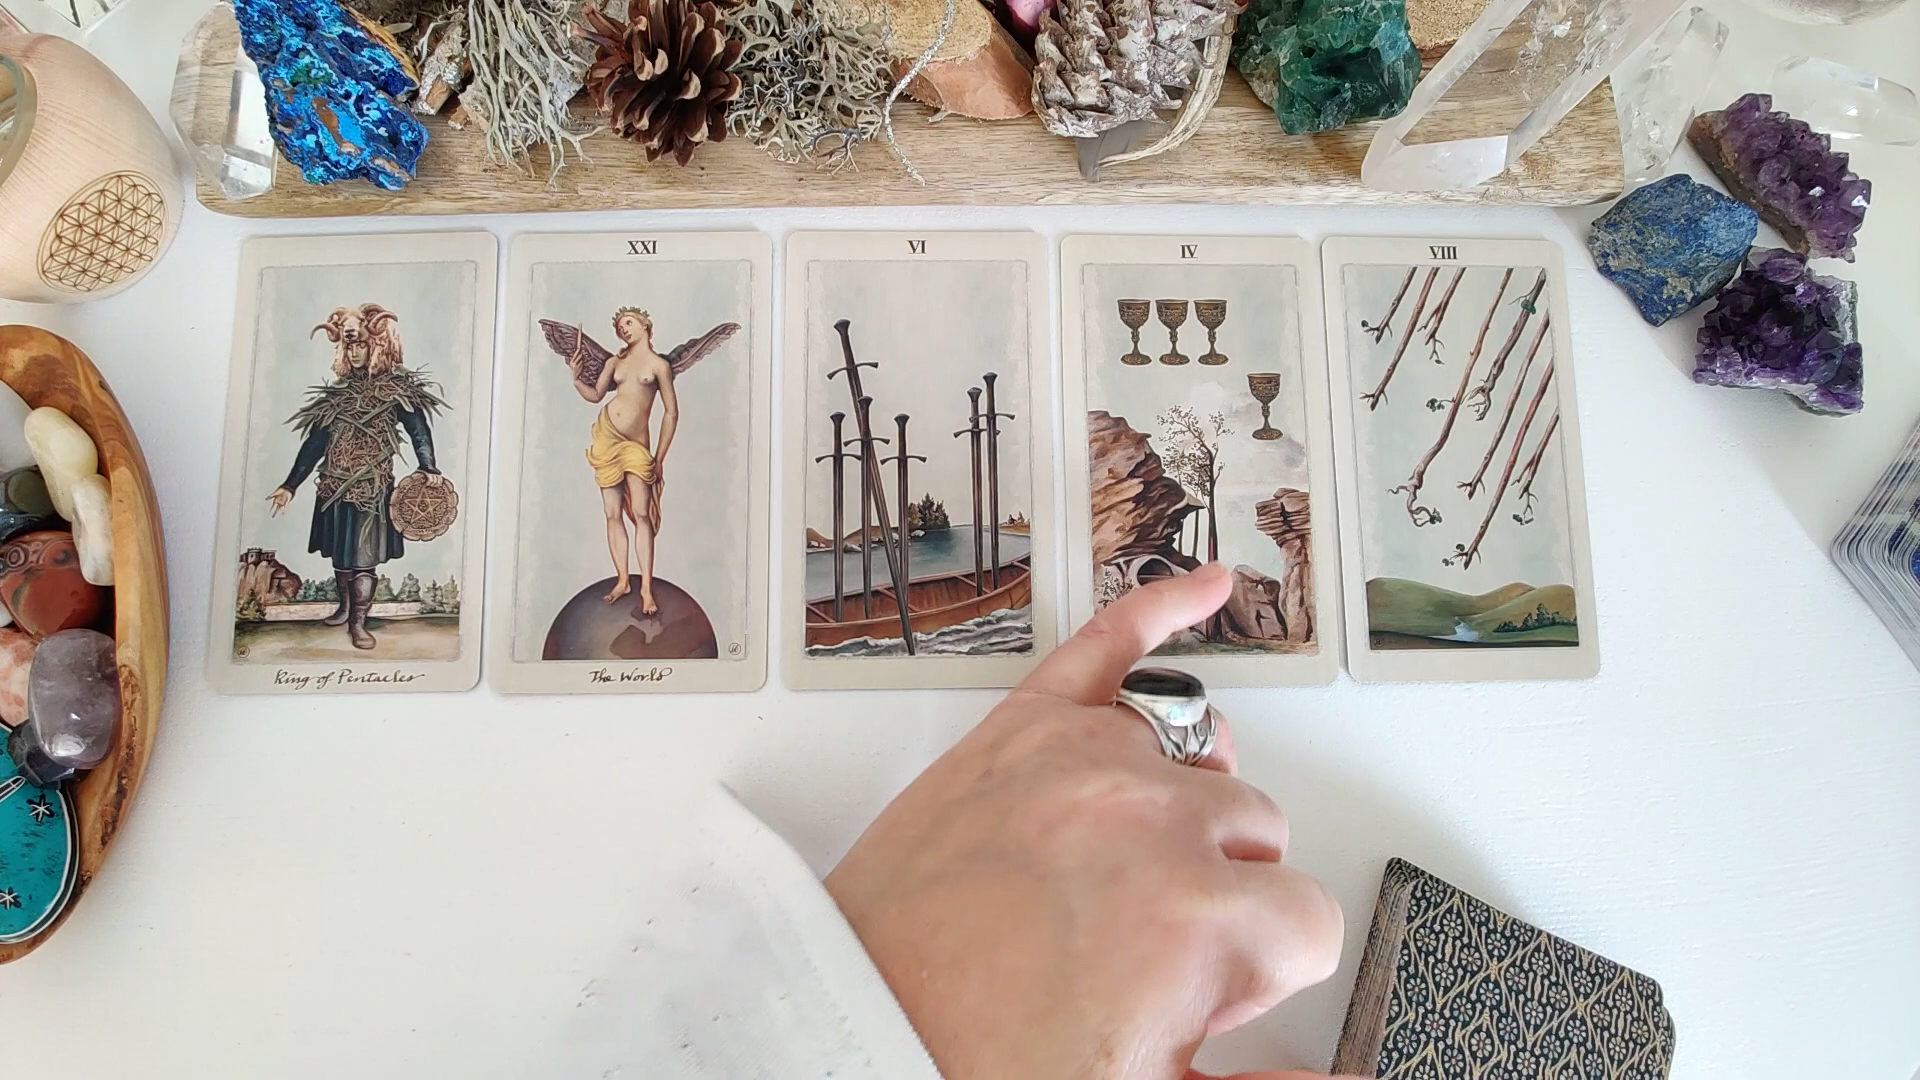 XXI
VI
IV
VIII
King of Pentacles
The World